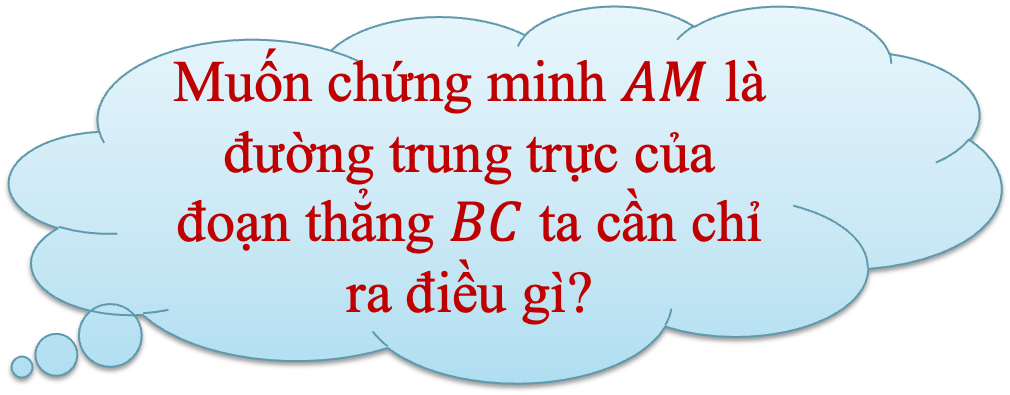 Muốn chứng minh AM là
đường trung trực của
đoạn thẳng BC ta cần chỉ
ra điều gì?